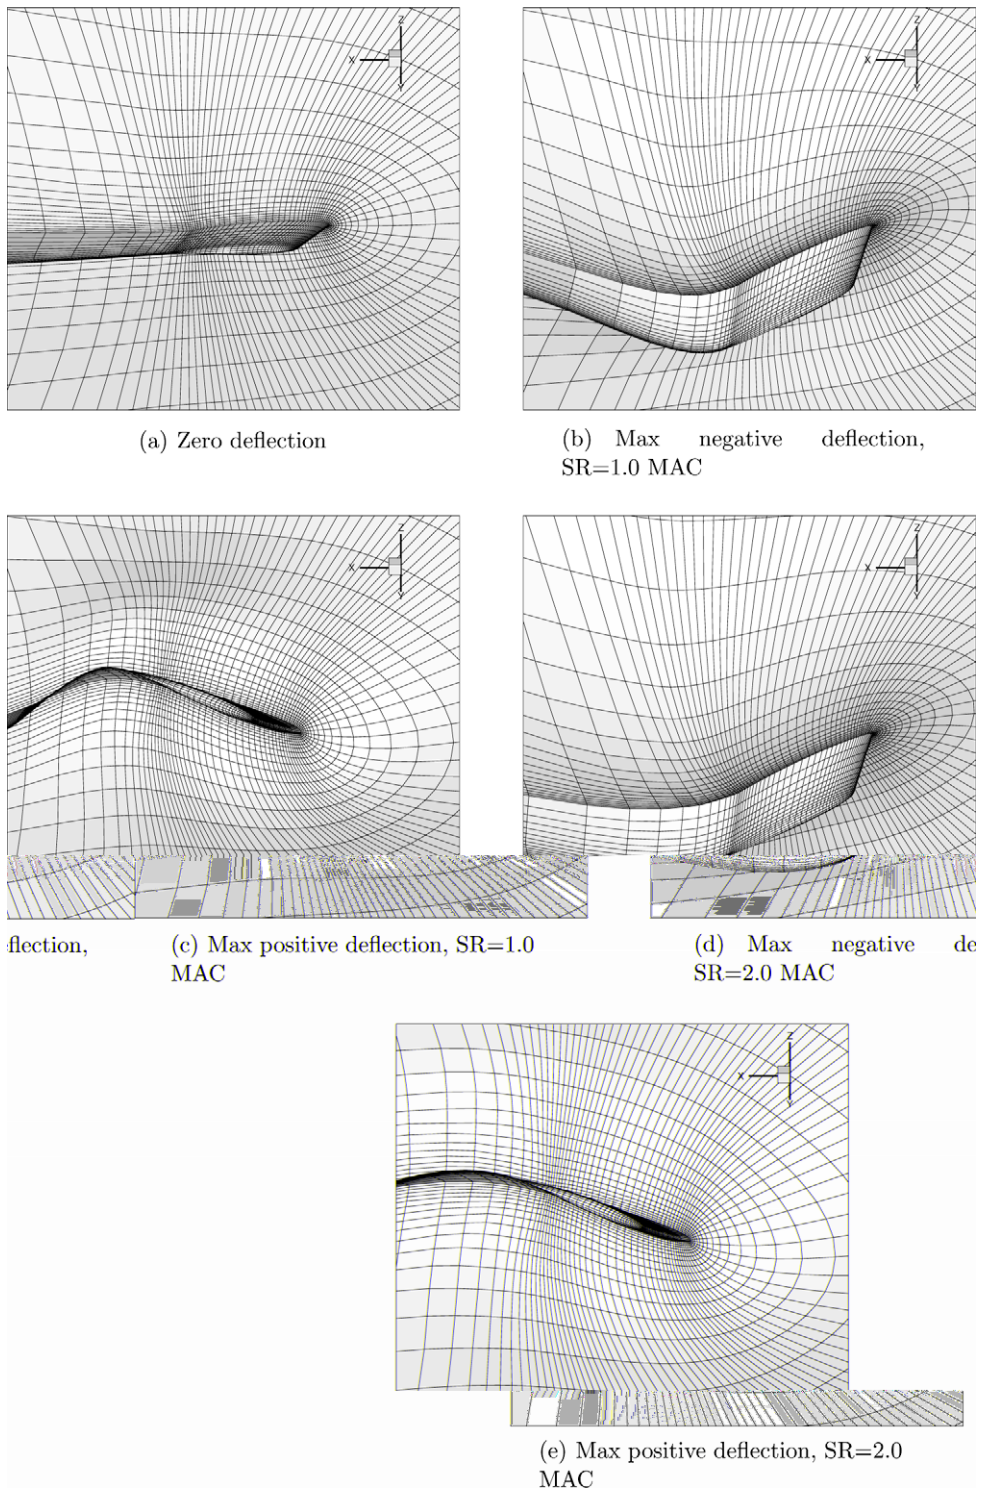 Z
X
Y
Z
X
Y
(a) Zero deflection
(b) Max negative deflection,
SR=1.0 MAC
Z
X
Y
Z
X
Y
eflection,
(c) Max positive deflection, SR=1.0
MAC
(d) Max negative de
SR=2.0 MAC
Z
X
Y
(e) Max positive deflection, SR=2.0
MAC